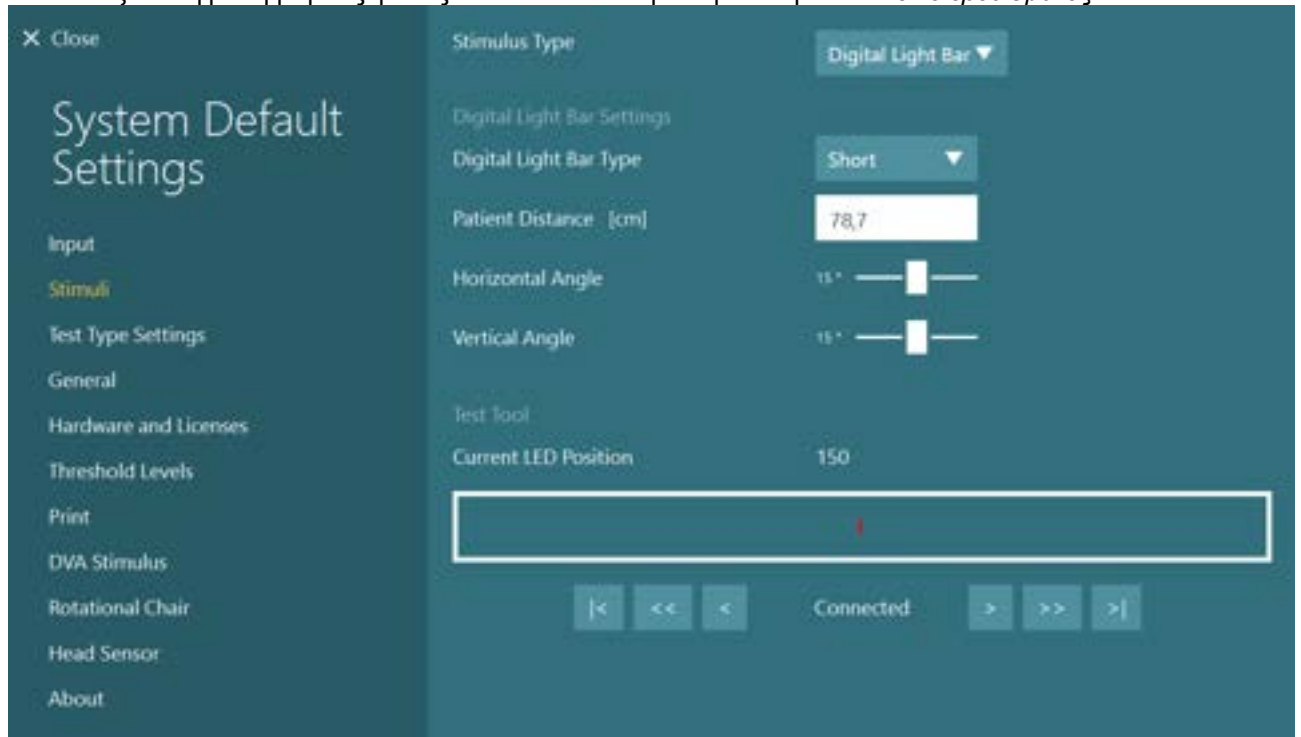 ✕ Close
System Default
Settings
Input
Stimuli
Test Type Settings
General
Hardware and Licenses
Threshold Levels
Print
DVA Stimulus
Rotational Chair
Head Sensor
About
Stimulus Type
Digital Light Bar ▼
Digital Light Bar Settings
Digital Light Bar Type
Short ▼
Patient Distance [cm]
78,7
Horizontal Angle
15 °
Vertical Angle
15 °
Test Tool
Current LED Position
150
|<
<<
<
Connected
>
>>
>|